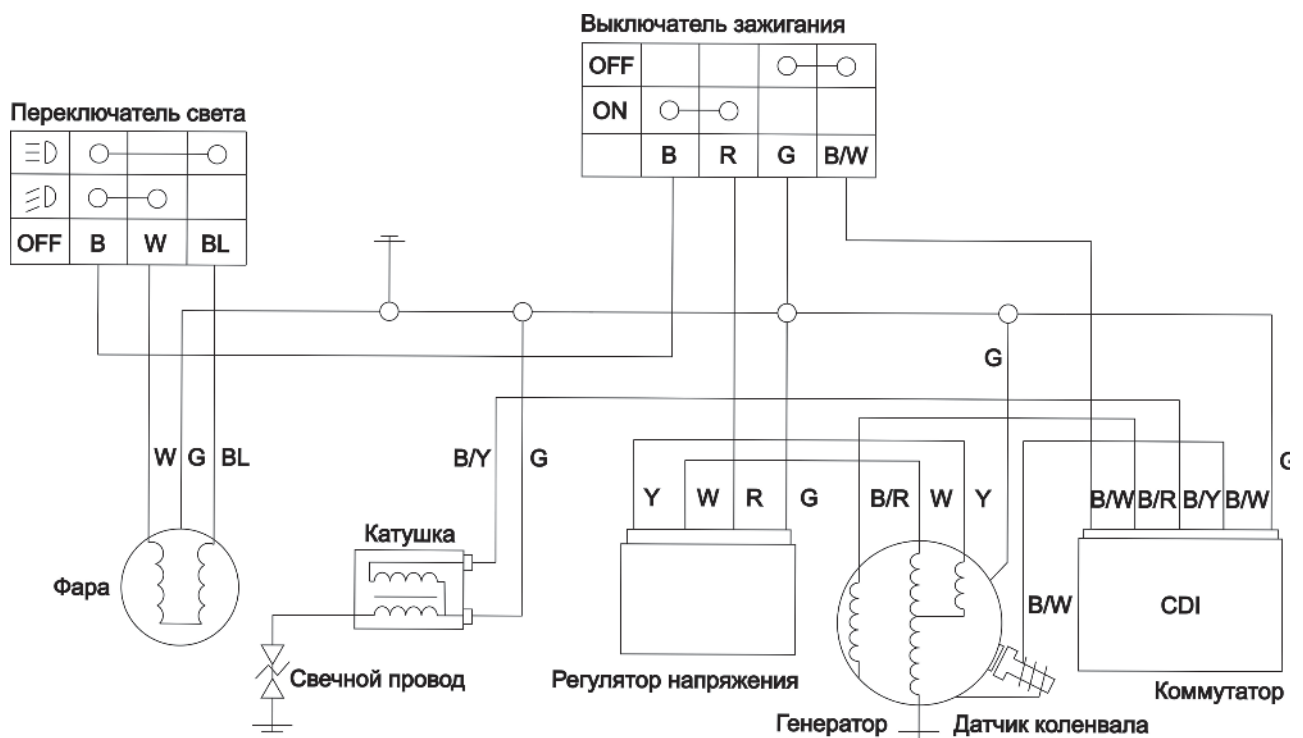 Выключатель зажигания
OFF
ON
B R G B/W
Переключатель света
OFF B W BL
G
W G BL
B/Y G
Y W R G
B/R W Y
B/W B/R B/Y B/W
G
Катушка
Фара
B/W
CDI
Свечной провод
Регулятор напряжения
Коммутатор
Генератор
Датчик коленвала